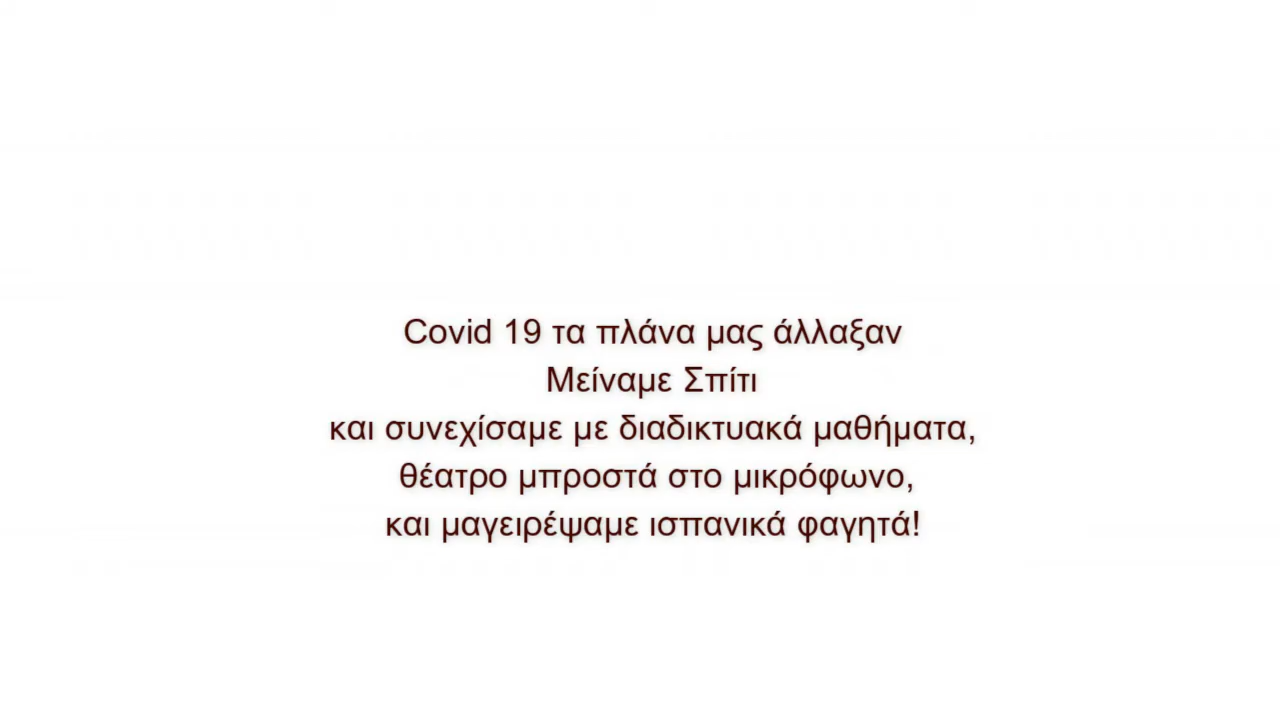 Covid 19 τα πλάνα μας άλλαξαν
Μείναμε Σπίτι
και συνεχίσαμε με διαδικτυακά μαθήματα,
θέατρο μπροστά στο μικρόφωνο,
και μαγειρέψαμε ισπανικά φαγητά!